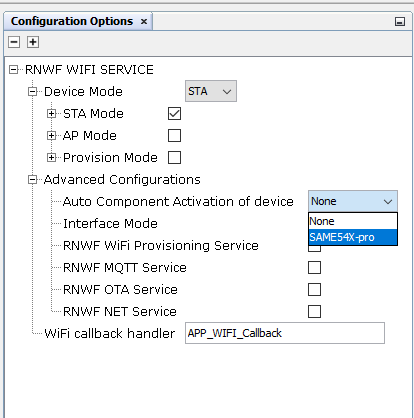 Configuration Options
RNWF WIFI SERVICE
Device Mode STA
STA Mode
AP Mode
Provision Mode
Advanced Configurations
Auto Component Activation of device None
Interface Mode None
SAME54X-pro
RNWF WiFi Provisioning Service
RNWF MQTT Service
RNWF OTA Service
RNWF NET Service
WiFi callback handler APP_WIFI_Callback